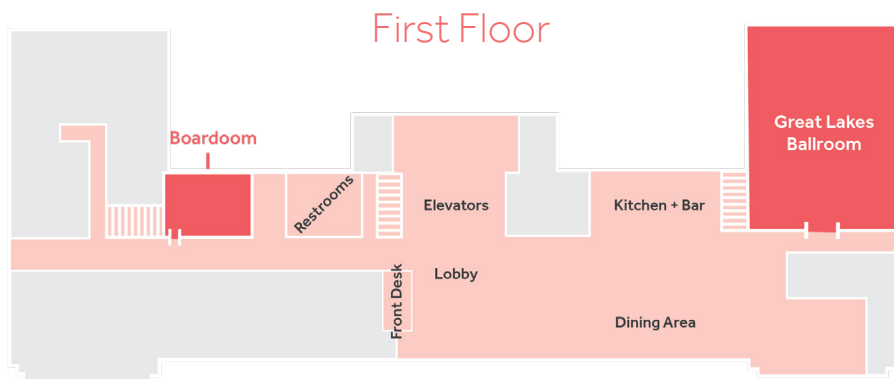 First Floor
Great Lakes
Ballroom
Boardoom
Restrooms
Elevators
Kitchen + Bar
Lobby
Front Desk
Dining Area